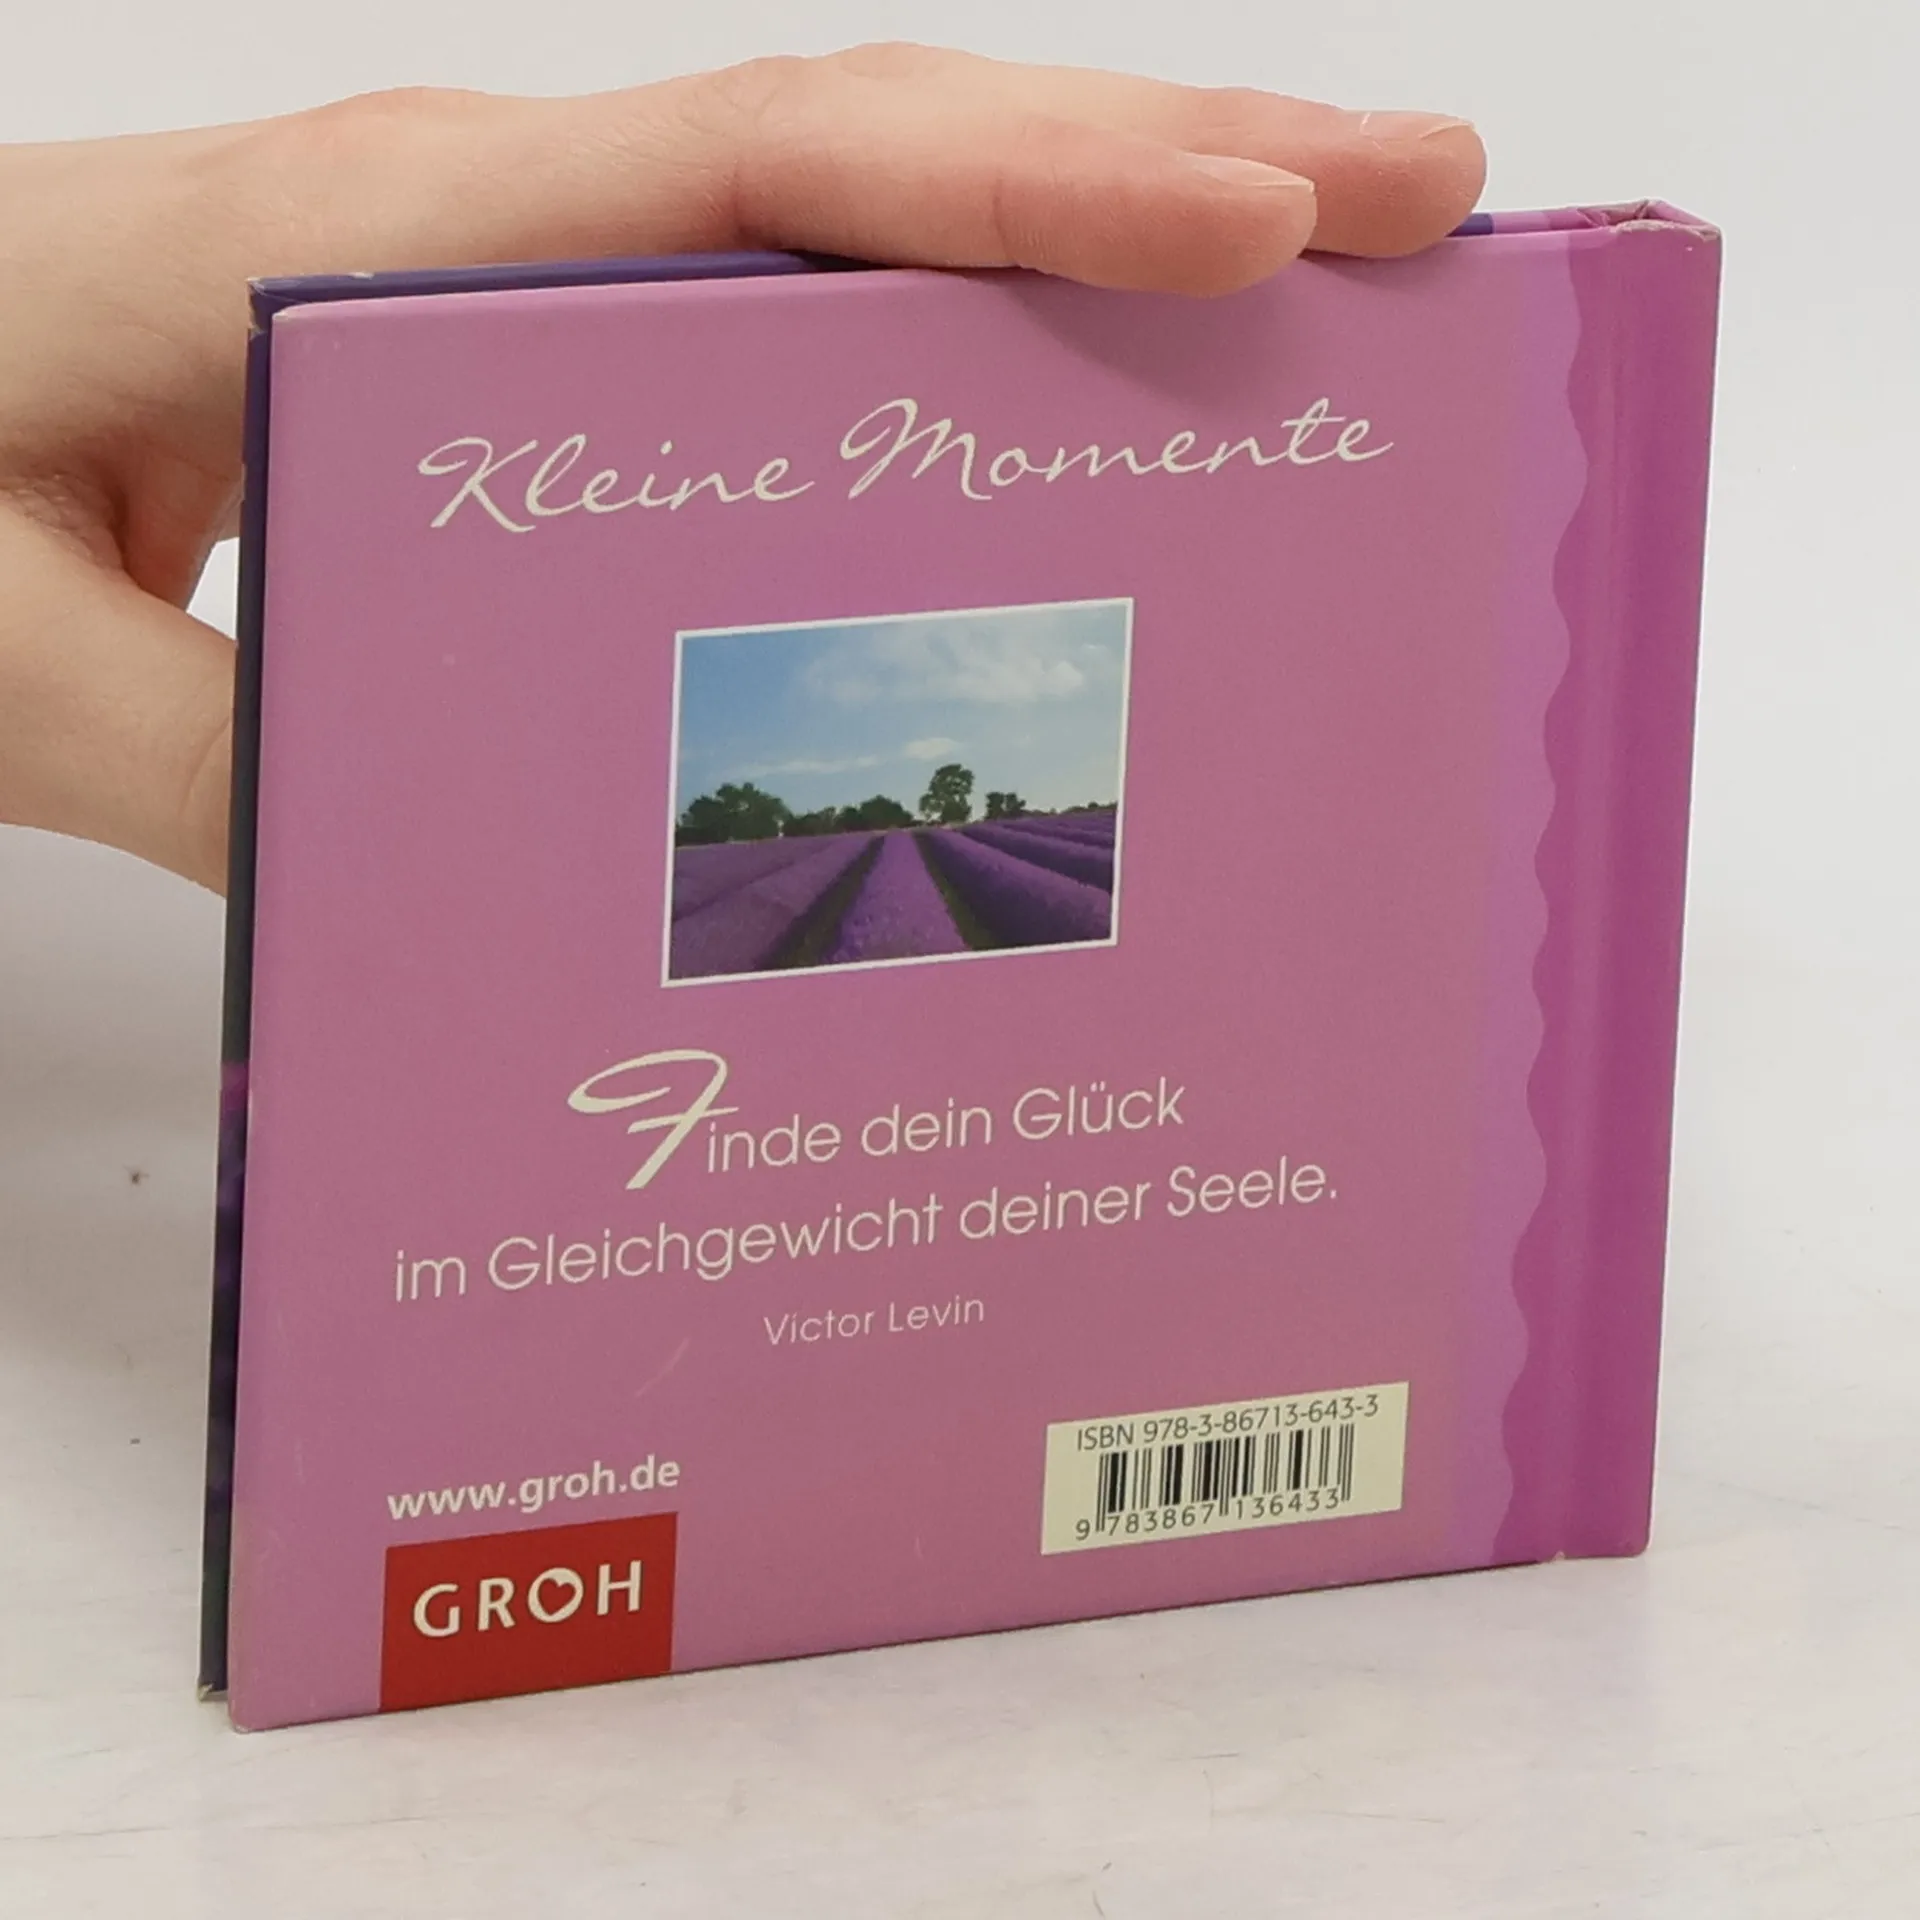 Kleine Momente
Finde dein Glück
im Gleichgewicht deiner Seele.
Victor Levin
ISBN 978-3-86713-643-3
9 783867 136433
www.groh.de
GROH